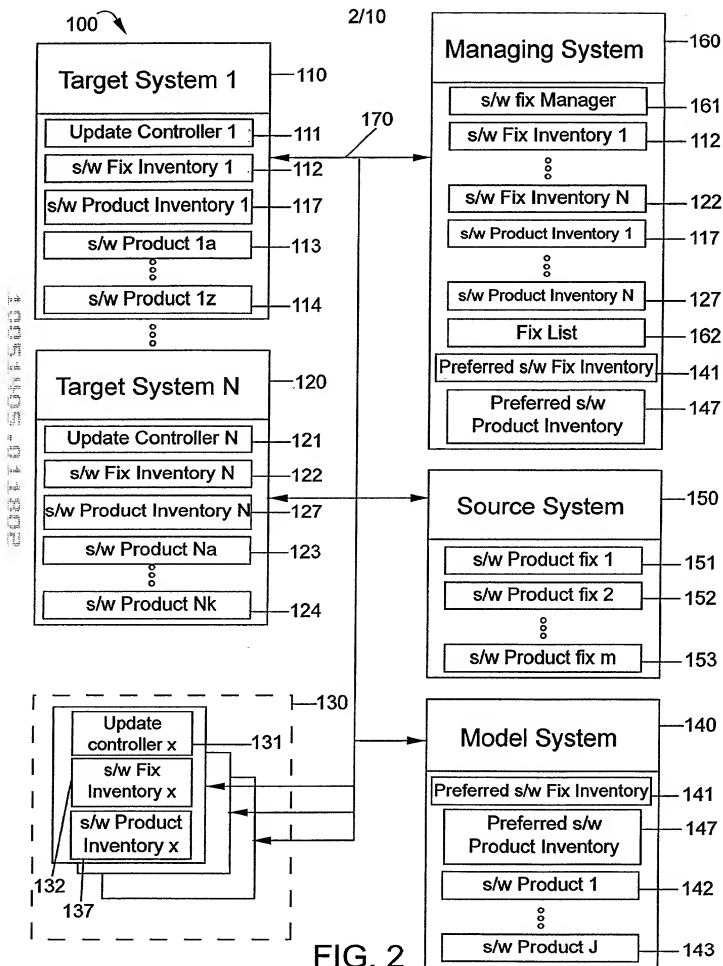 100
2/10
Target System 1
110
Update Controller 1
111
s/w Fix Inventory 1
112
s/w Product Inventory 1
117
s/w Product 1a
113
s/w Product 1z
114
Target System N
120
Update Controller N
121
s/w Fix Inventory N
122
s/w Product Inventory N
127
s/w Product Na
123
s/w Product Nk
124
130
Update
controller x
131
s/w Fix
Inventory x
s/w Product
Inventory x
132
137
170
Managing System
160
s/w fix Manager
161
s/w Fix Inventory 1
112
s/w Fix Inventory N
122
s/w Product Inventory 1
117
s/w Product Inventory N
127
Fix List
162
Preferred s/w Fix Inventory
141
Preferred s/w
Product Inventory
147
Source System
150
s/w Product fix 1
151
s/w Product fix 2
152
s/w Product fix m
153
Model System
140
Preferred s/w Fix Inventory
141
Preferred s/w
Product Inventory
147
s/w Product 1
142
s/w Product J
143
FIG. 2